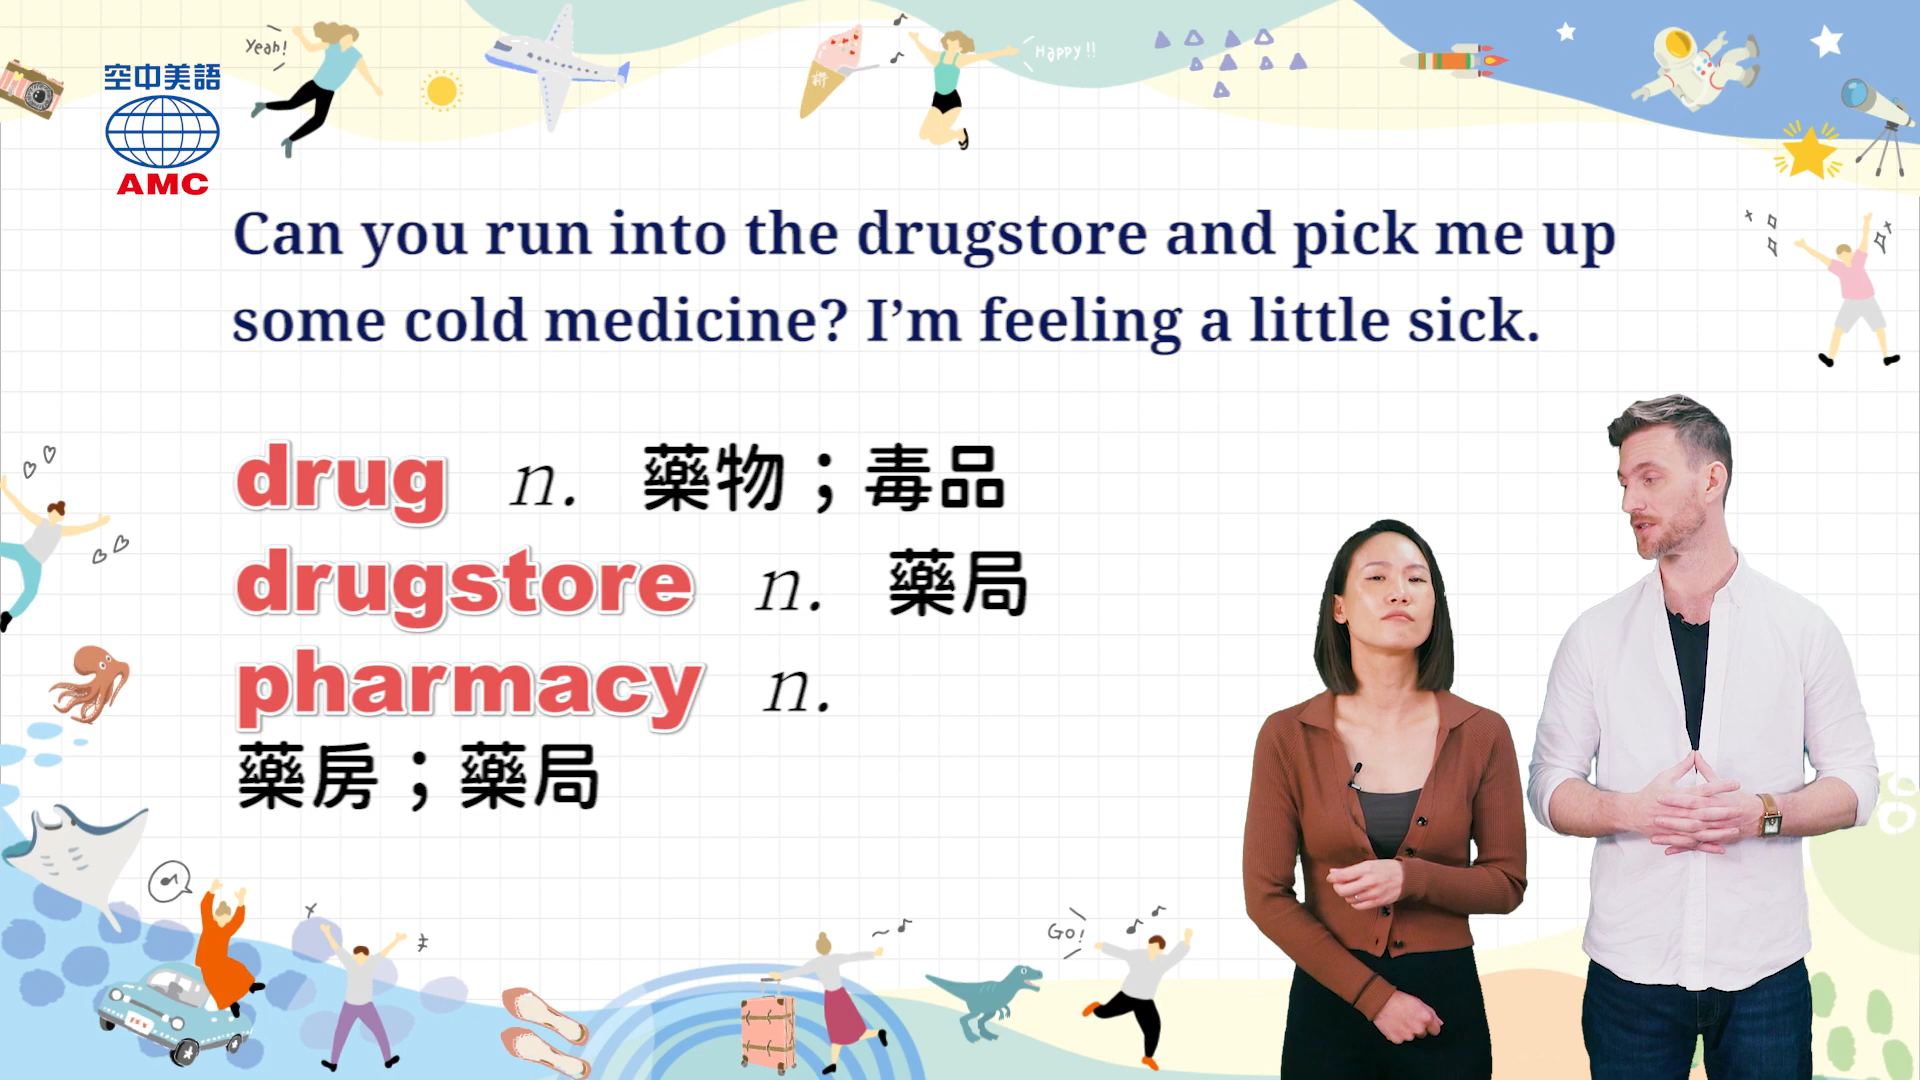 Yeah!
Happy!!
空中美語
AMC
Can you run into the drugstore and pick me up
some cold medicine? I’m feeling a little sick.
drug n. 藥物；毒品
drugstore n. 藥局
pharmacy n.
藥房；藥局
Go!